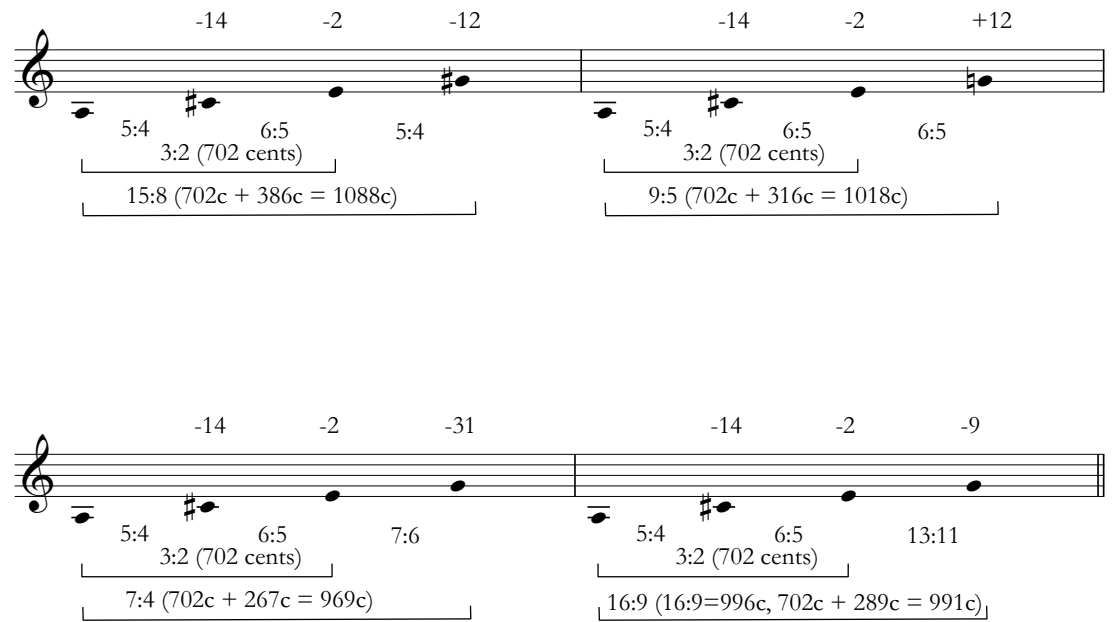 -14 -2 -12 -14 -2 +12
5:4 6:5 5:4 5:4 6:5 6:5
3:2 (702 cents) 3:2 (702 cents)
15:8 (702c + 386c = 1088c) 9:5 (702c + 316c = 1018c)
-14 -2 -31 -14 -2 -9
5:4 6:5 7:6 5:4 6:5 13:11
3:2 (702 cents) 3:2 (702 cents)
7:4 (702c + 267c = 969c) 16:9 (16:9=996c, 702c + 289c = 991c)